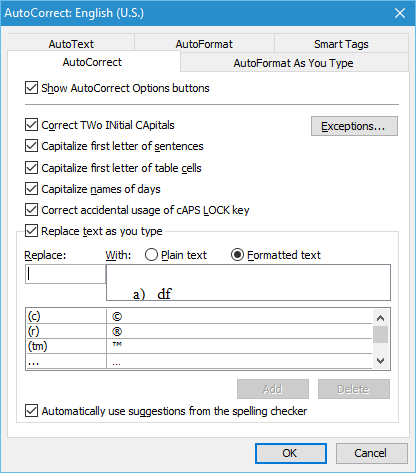 AutoCorrect: English (U.S.)
AutoText
AutoFormat
Smart Tags
AutoCorrect
AutoFormat As You Type
Show AutoCorrect Options buttons
Correct TWo INitial CApitals
Exceptions...
Capitalize first letter of sentences
Capitalize first letter of table cells
Capitalize names of days
Correct accidental usage of cAPS LOCK key
Replace text as you type
Replace: With: Plain text Formatted text
a) df
(c) ©
(r) ®
(tm) ™
... ...
Add Delete
Automatically use suggestions from the spelling checker
OK Cancel